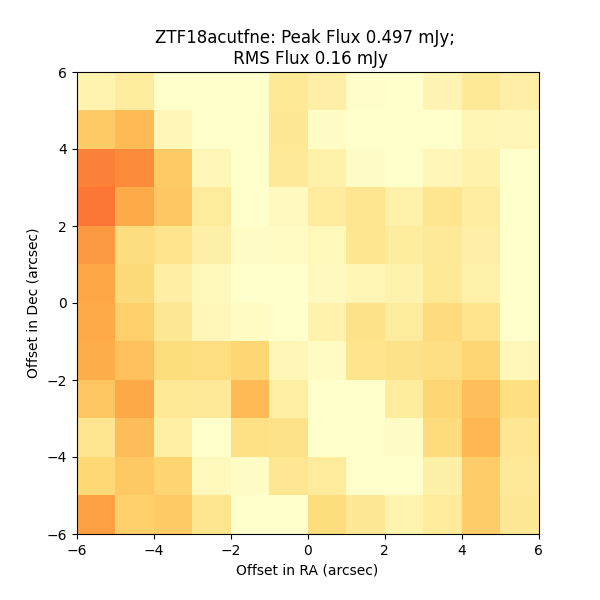 ZTF18acutfne: Peak Flux 0.497 mJy;
RMS Flux 0.16 mJy
6
4
2
0
−2
−4
−6
Offset in Dec (arcsec)
−6 −4 −2 0 2 4 6
Offset in RA (arcsec)